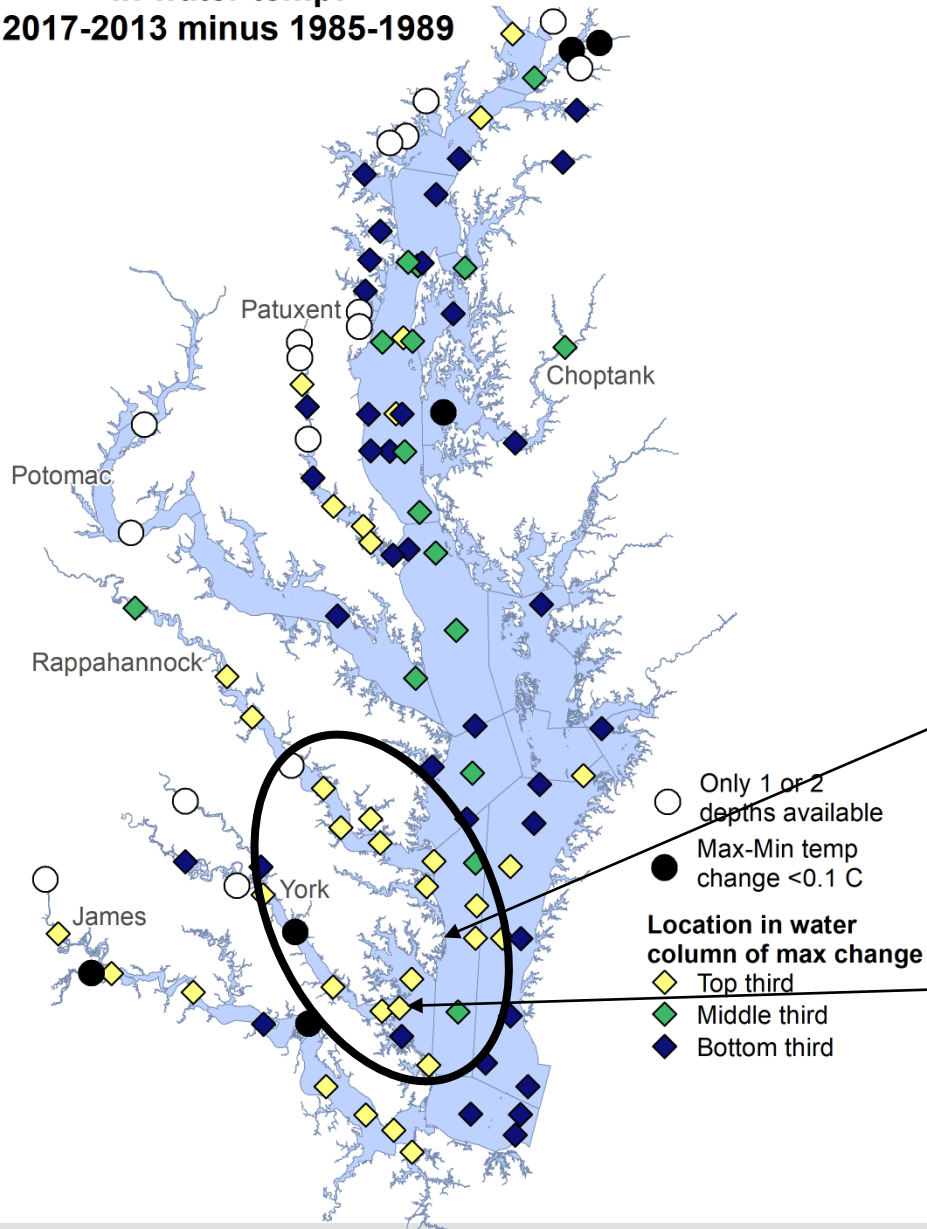 2017-2013 minus 1985-1989
Patuxent
Choptank
Potomac
Rappahannock
Only 1 or 2
depths available
Max-Min temp
change <0.1 C
York
James
Location in water
column of max change
Top third
Middle third
Bottom third